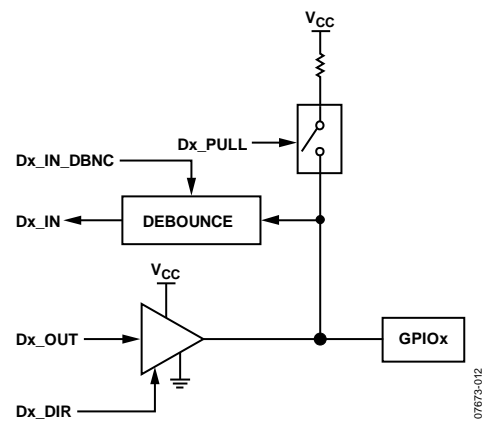 VCC
Dx_PULL
Dx_IN_DBNC
Dx_IN
DEBOUNCE
VCC
Dx_OUT
GPIOx
Dx_DIR
07673-012